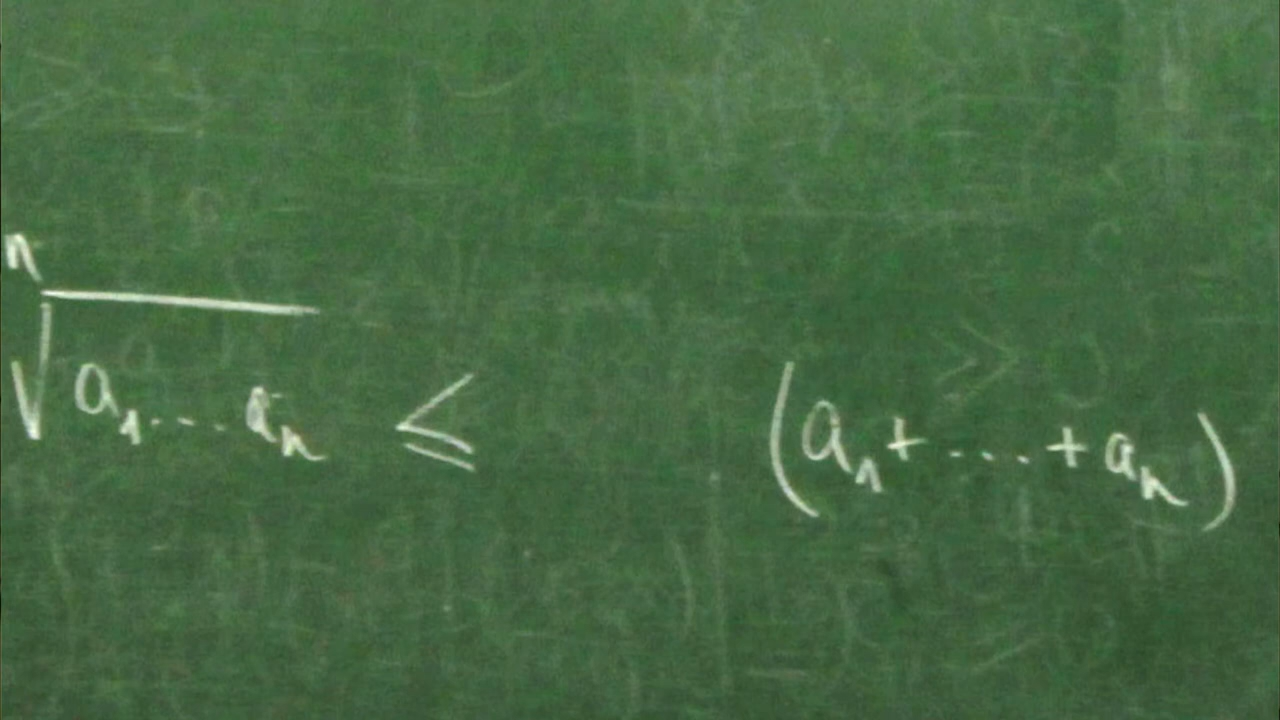 ⁿ√(a₁...aₙ) ≤ (a₁+...+aₙ)